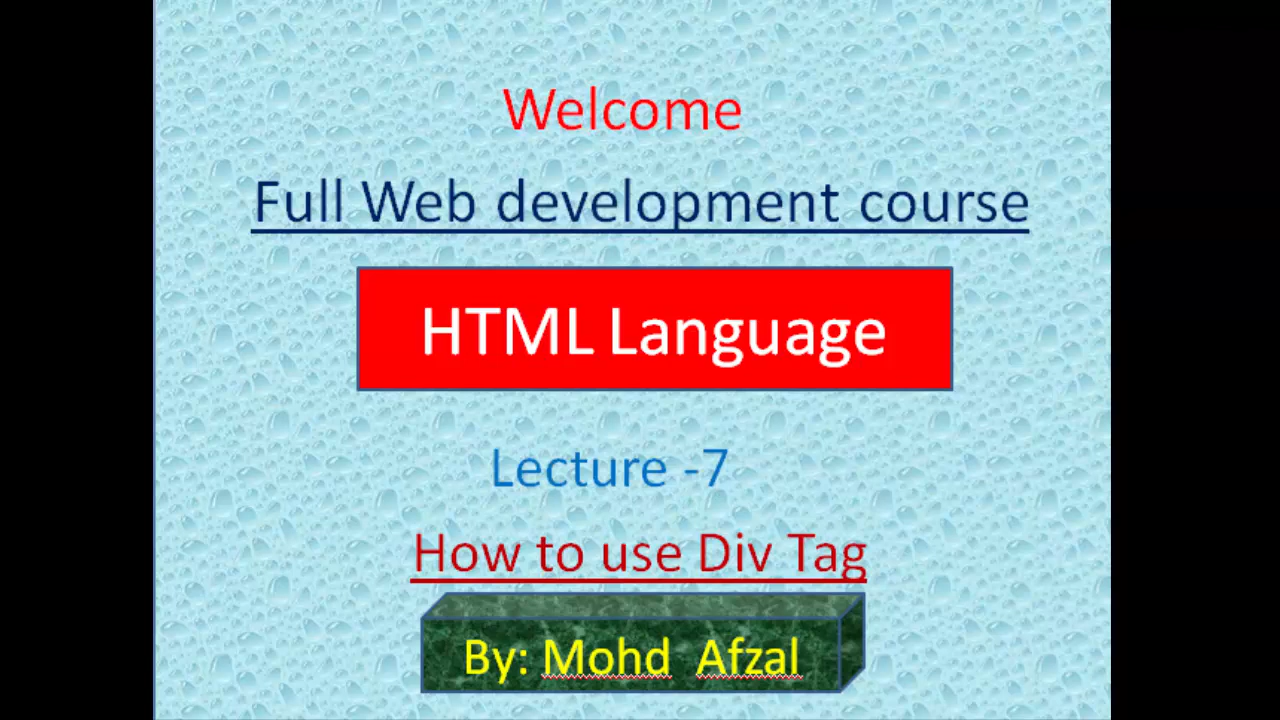 Welcome
Full Web development course
HTML Language
Lecture -7
How to use Div Tag
By: Mohd Afzal